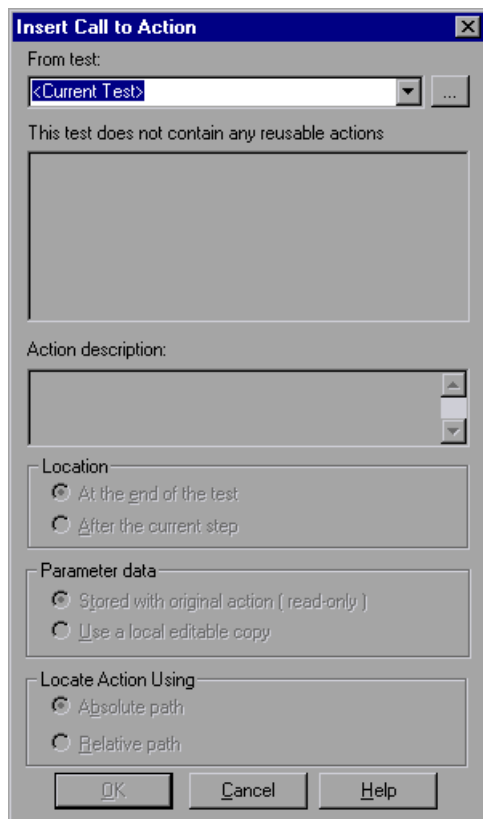 Insert Call to Action
From test:
<Current Test>
...
This test does not contain any reusable actions
Action description:
Location
At the end of the test
After the current step
Parameter data
Stored with original action ( read-only )
Use a local editable copy
Locate Action Using
Absolute path
Relative path
OK Cancel Help